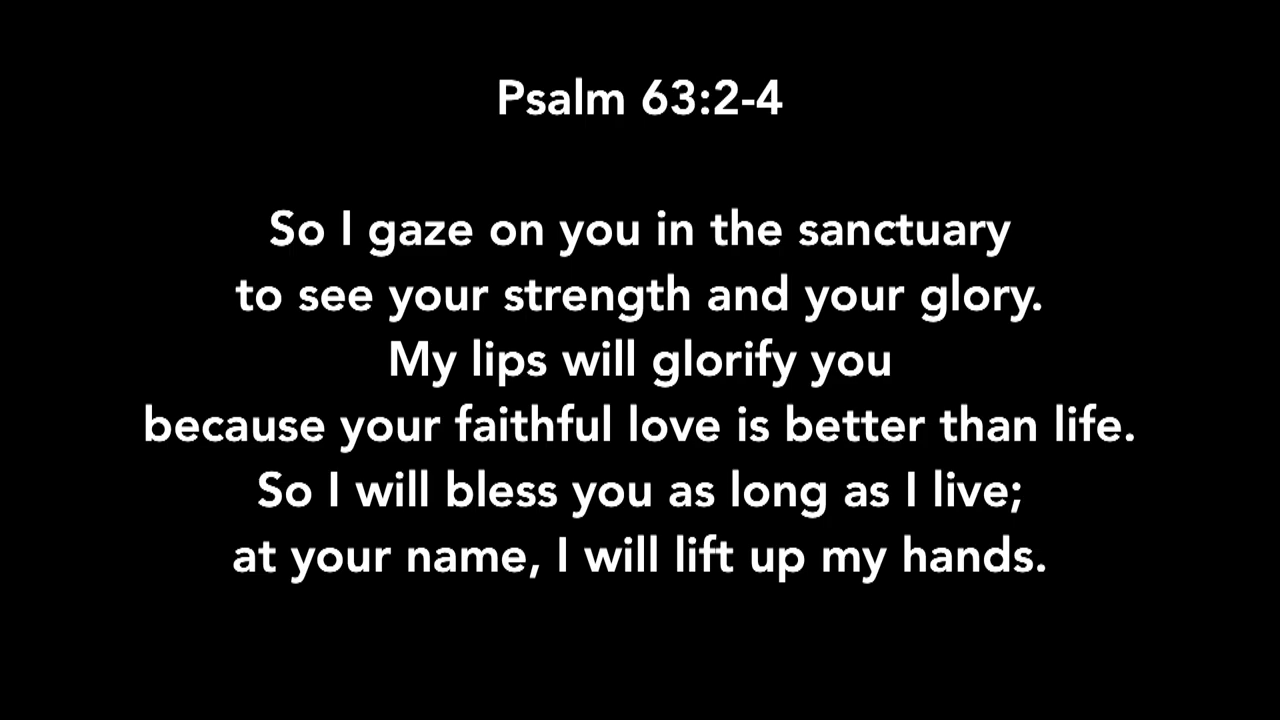 Psalm 63:2-4
So I gaze on you in the sanctuary
to see your strength and your glory.
My lips will glorify you
because your faithful love is better than life.
So I will bless you as long as I live;
at your name, I will lift up my hands.